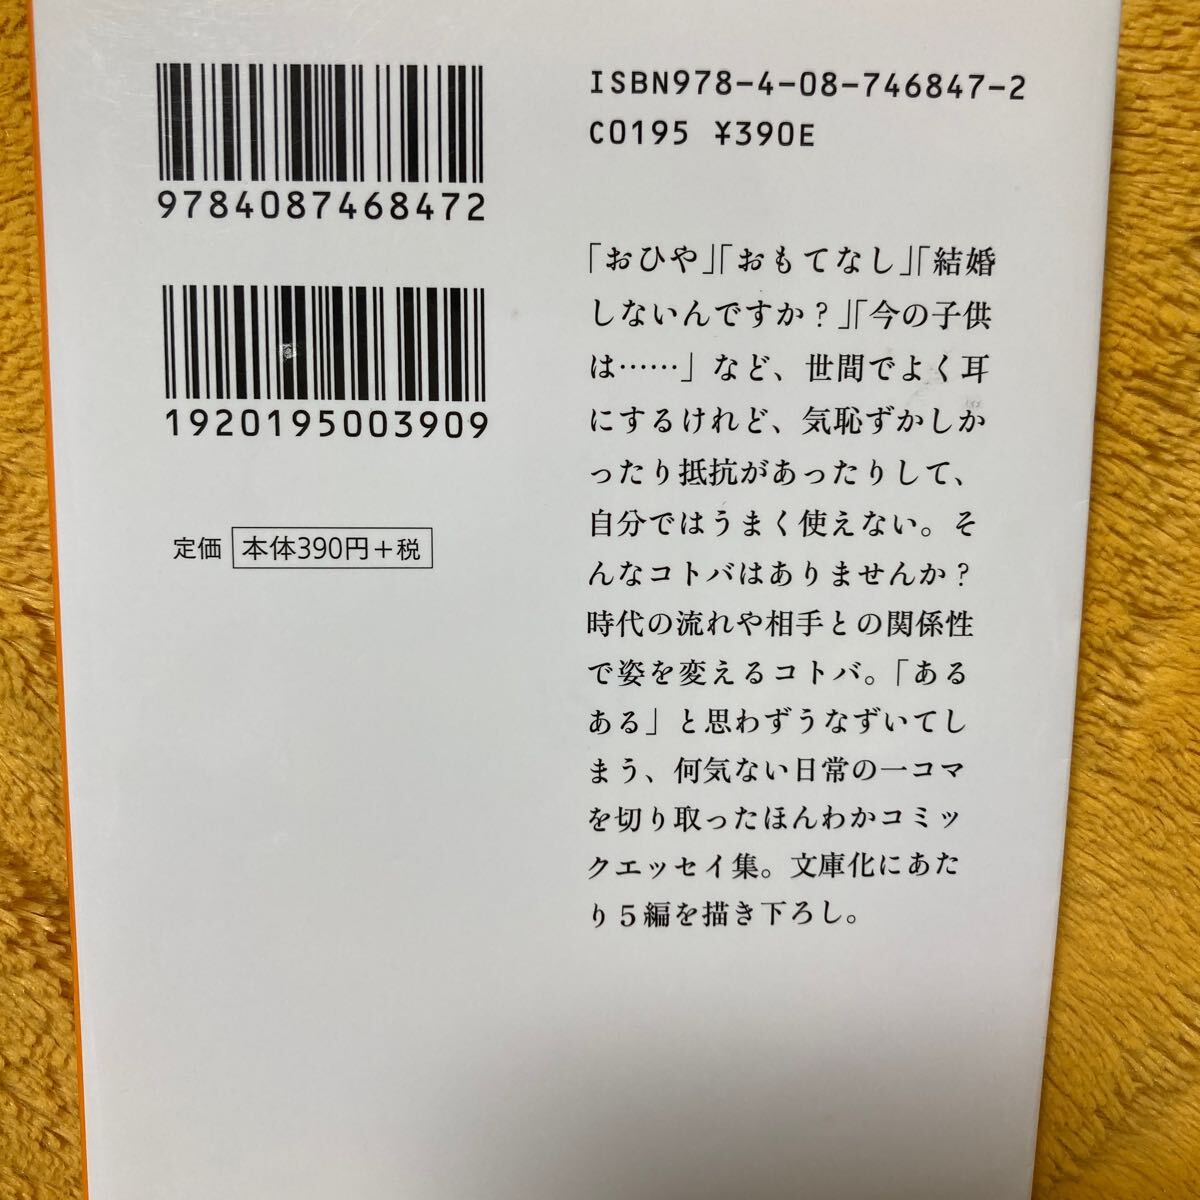 9784087468472
1920195003909
定価 本体390円+税
ISBN978-4-08-746847-2
C0195 ¥390E
「おひや」「おもてなし」「結婚
しないんですか?」「今の子供
は……」など、世間でよく耳
にするけれど、気恥ずかしか
ったり抵抗があったりして、
自分ではうまく使えない。そ
んなコトバはありませんか?
時代の流れや相手との関係性
で姿を変えるコトバ。「ある
ある」と思わずうなずいてし
まう、何気ない日常の一コマ
を切り取ったほんわかコミッ
クエッセイ集。文庫化にあた
り5編を描き下ろし。